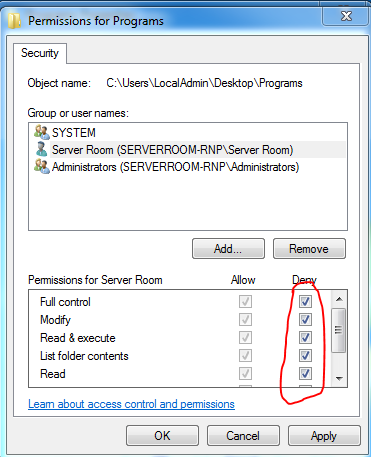 Permissions for Programs
Security
Object name: C:\Users\LocalAdmin\Desktop\Programs
Group or user names:
SYSTEM
Server Room (SERVERROOM-RNP\Server Room)
Administrators (SERVERROOM-RNP\Administrators)
Add... Remove
Permissions for Server Room Allow Deny
Full control
Modify
Read & execute
List folder contents
Read
Learn about access control and permissions
OK Cancel Apply